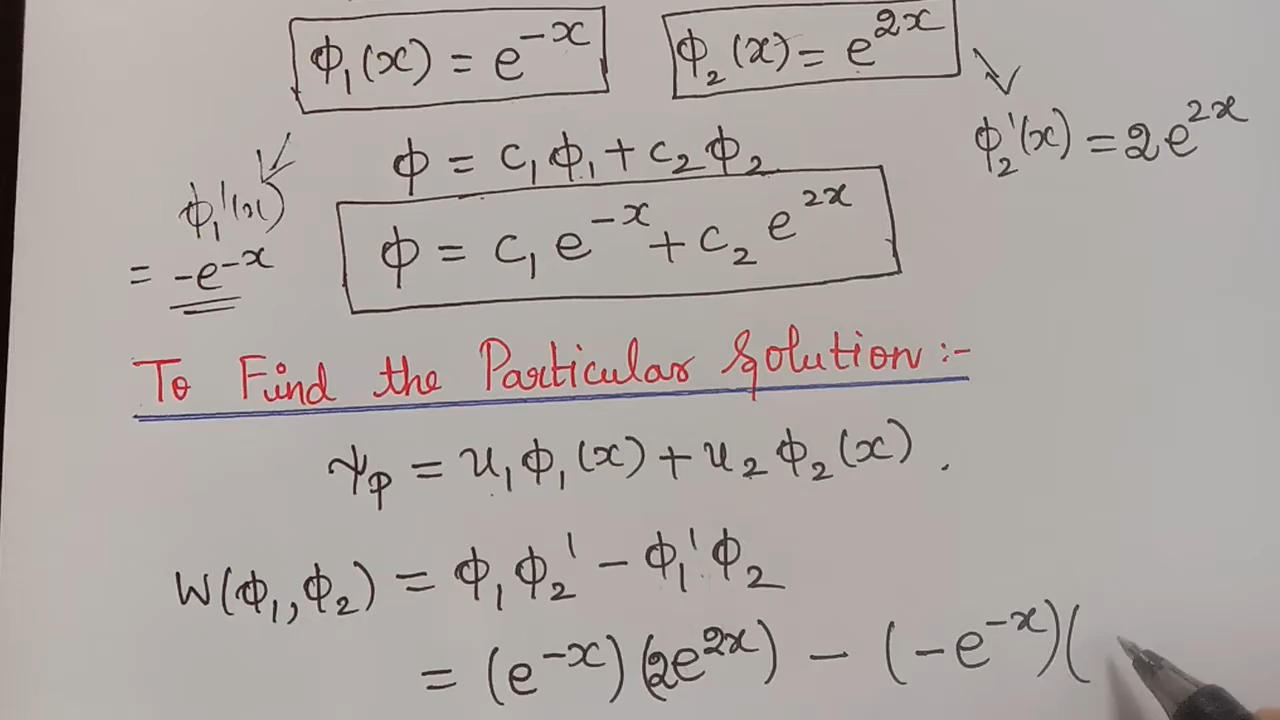 ϕ₁(x) = e^{-x} ϕ₂(x) = e^{2x}
ϕ₂'(x) = 2e^{2x}
ϕ = c₁ϕ₁ + c₂ϕ₂
ϕ₁'(x)
= -e^{-x}
ϕ = c₁e^{-x} + c₂e^{2x}
To Find the Particular Solution :-
ψₚ = u₁ϕ₁(x) + u₂ϕ₂(x).
W(ϕ₁, ϕ₂) = ϕ₁ϕ₂' - ϕ₁'ϕ₂
= (e^{-x})(2e^{2x}) - (-e^{-x})(